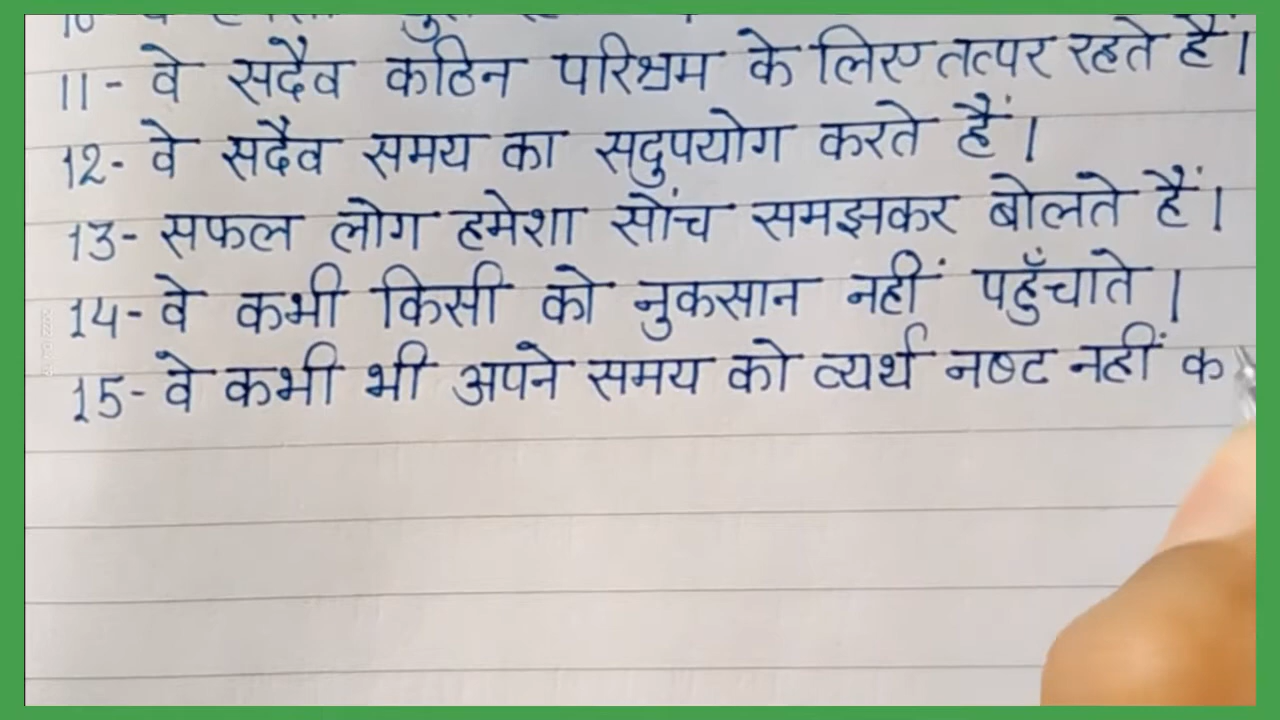 11- वे सदैव कठिन परिश्रम के लिए तत्पर रहते हैं।
12- वे सदैव समय का सदुपयोग करते हैं।
13- सफल लोग हमेशा सोंच समझकर बोलते हैं।
14- वे कभी किसी को नुकसान नहीं पहुँचाते।
15- वे कभी भी अपने समय को व्यर्थ नष्ट नहीं क